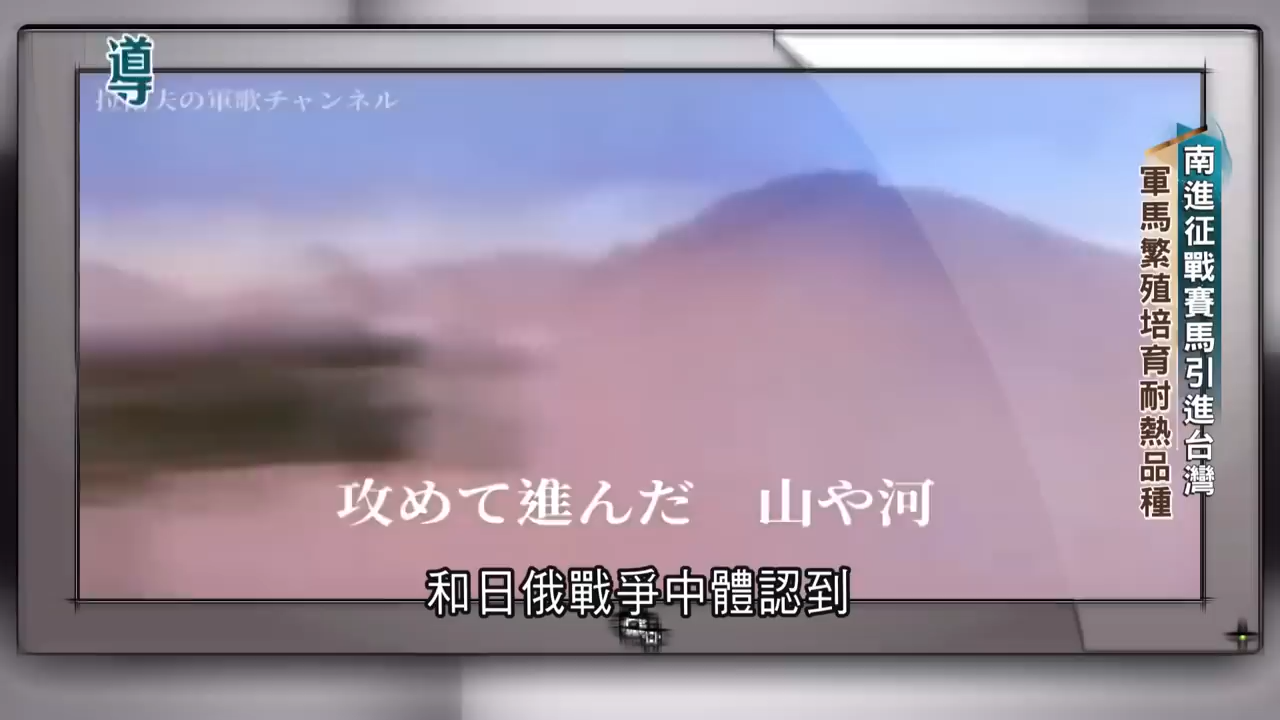 導
の軍歌チャンネル
南進征戰賽馬引進台灣
軍馬繁殖培育耐熱品種
攻めて進んだ 山や河
和日俄戰爭中體認到